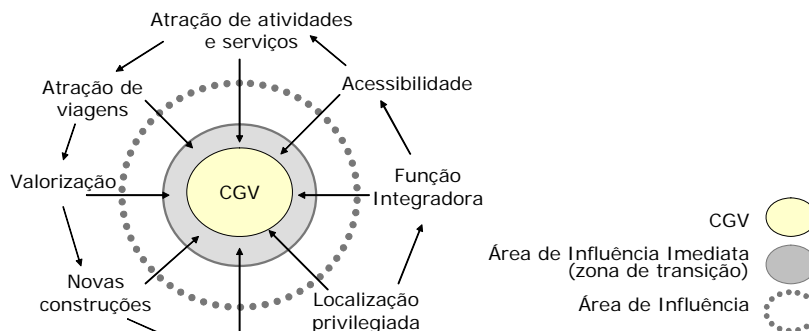 Atração de atividades
e serviços
Atração de
viagens
Acessibilidade
Valorização
CGV
Função
Integradora
Novas
construções
Localização
privilegiada
CGV
Área de Influência Imediata
(zona de transição)
Área de Influência